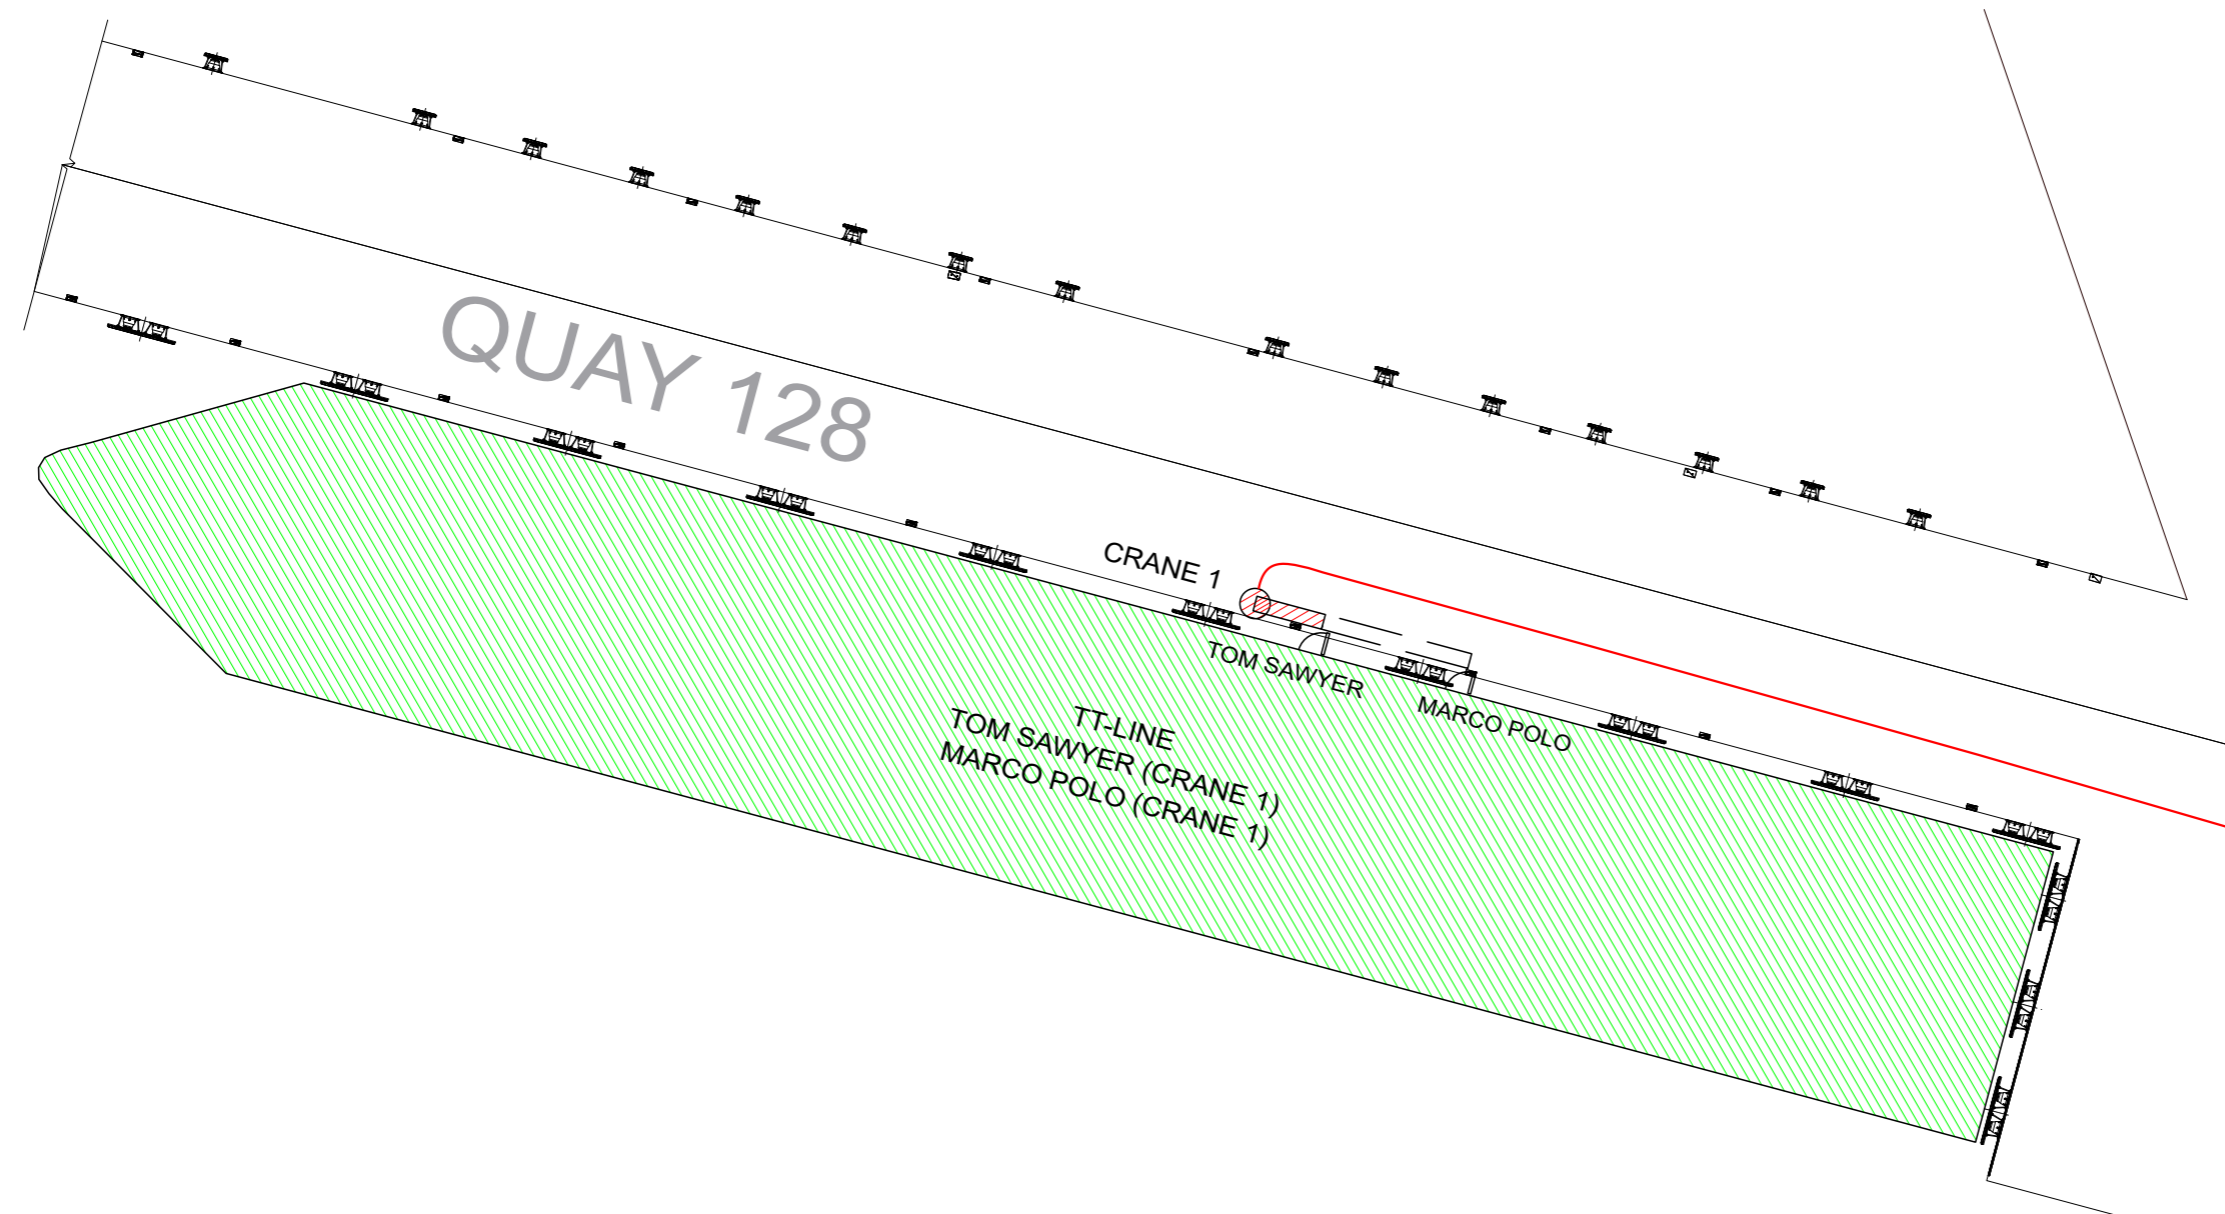 QUAY 128
CRANE 1
TOM SAWYER
MARCO POLO
TT-LINE
TOM SAWYER (CRANE 1)
MARCO POLO (CRANE 1)